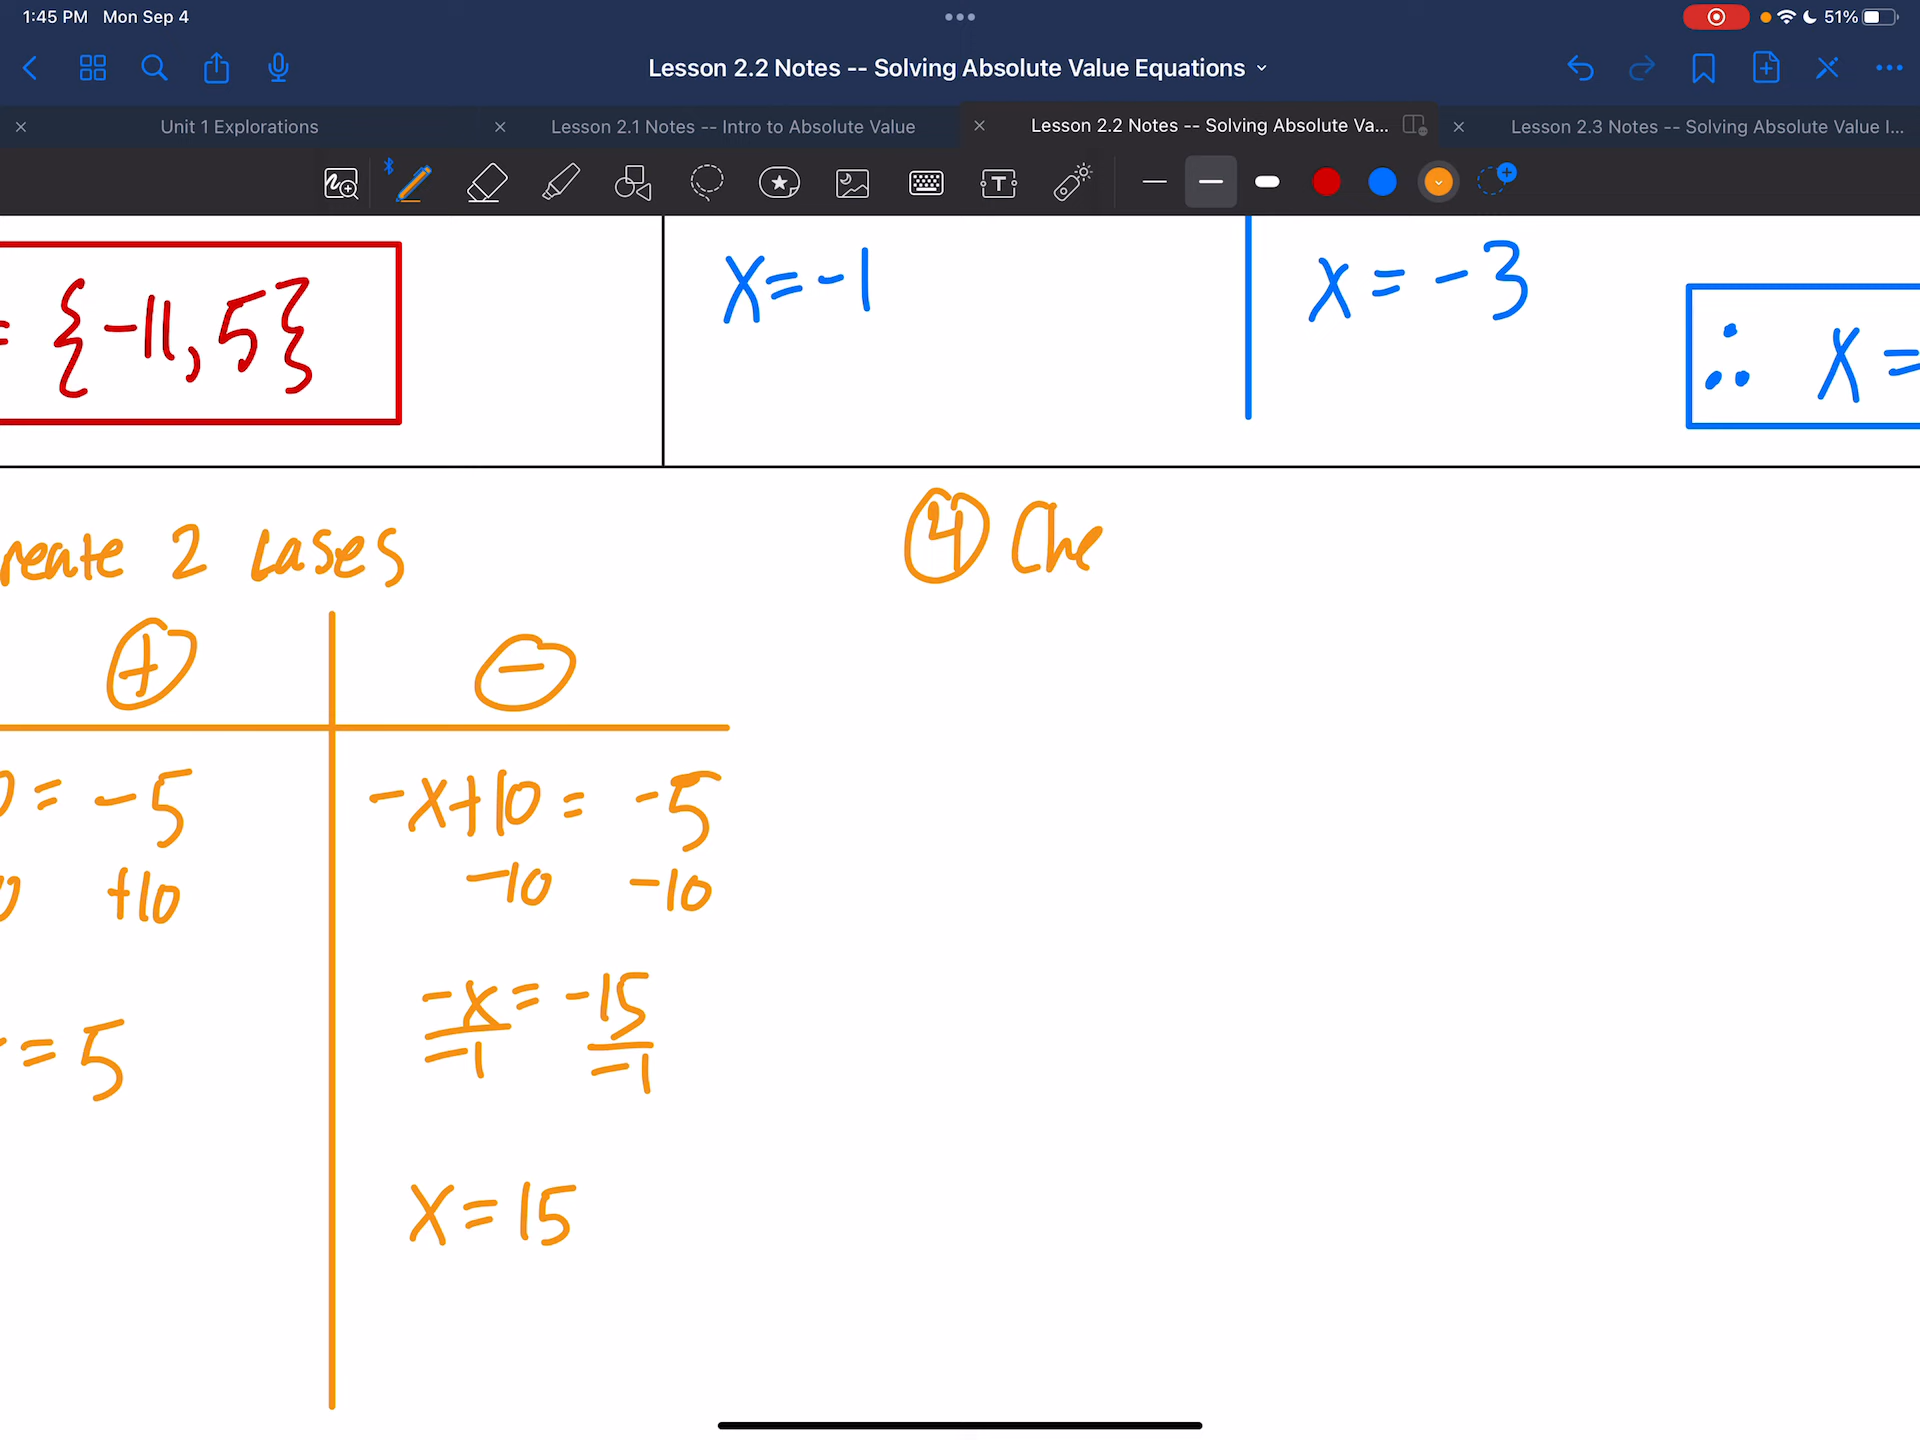 1:45 PM Mon Sep 4
51%
Lesson 2.2 Notes -- Solving Absolute Value Equations
Unit 1 Explorations
Lesson 2.1 Notes -- Intro to Absolute Value
Lesson 2.2 Notes -- Solving Absolute Va...
Lesson 2.3 Notes -- Solving Absolute Value I...
T
= {-11, 5}
x = -1
x = -3
∴ x =
reate 2 cases
④ Che
+
-
0 = -5
-x+10 = -5
0 +10
-10 -10
-x = -15
-1 -1
= 5
x = 15